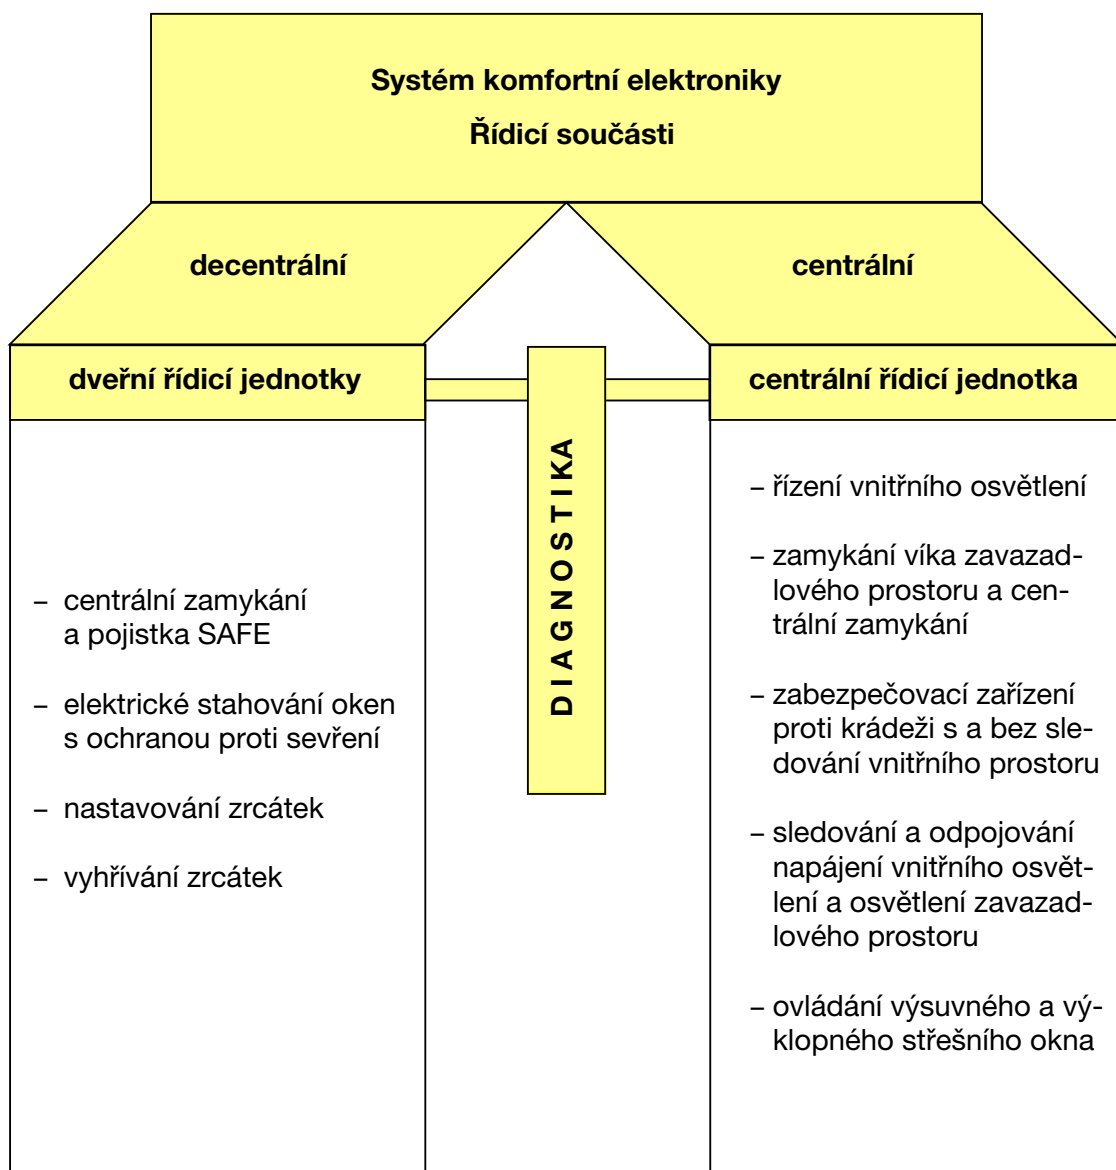 Systém komfortní elektroniky
Řídicí součásti
decentrální
centrální
dveřní řídicí jednotky
centrální řídicí jednotka
DIAGNOSTIKA
– centrální zamykání
a pojistka SAFE
– elektrické stahování oken
s ochranou proti sevření
– nastavování zrcátek
– vyhřívání zrcátek
– řízení vnitřního osvětlení
– zamykání víka zavazad-
lového prostoru a cen-
trální zamykání
– zabezpečovací zařízení
proti krádeži s a bez sle-
dování vnitřního prostoru
– sledování a odpojování
napájení vnitřního osvět-
lení a osvětlení zavazad-
lového prostoru
– ovládání výsuvného a vý-
klopného střešního okna